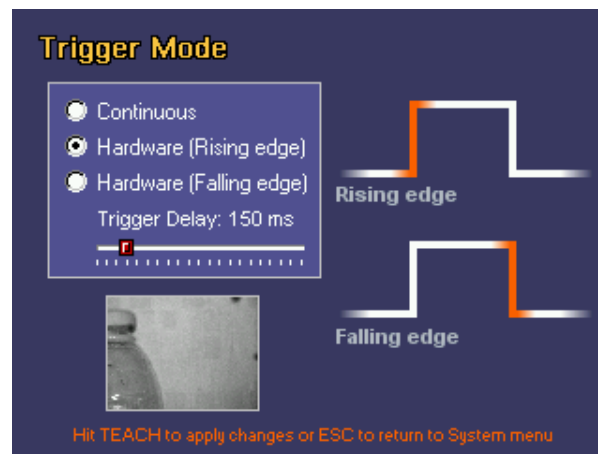 Trigger Mode
Continuous
Hardware (Rising edge)
Hardware (Falling edge)
Trigger Delay: 150 ms
Rising edge
Falling edge
Hit TEACH to apply changes or ESC to return to System menu